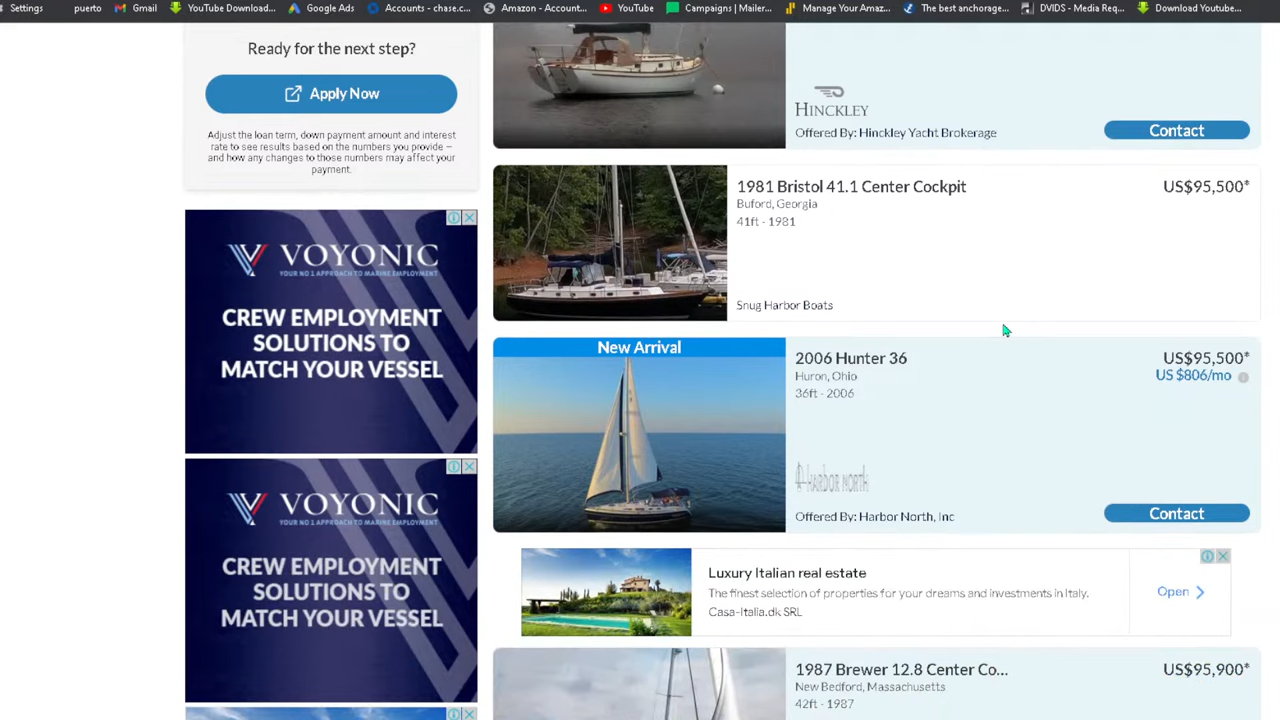 Settings
puerto
Gmail
YouTube Download...
Google Ads
Accounts - chase.c...
Amazon - Account...
YouTube
Campaigns | Mailer...
Manage Your Amaz...
The best anchorage...
DVIDS - Media Req...
Download Youtube...
Ready for the next step?
Apply Now
Adjust the loan term, down payment amount and interest
rate to see results based on the numbers you provide –
and how any changes to those numbers may affect your
payment.
VOYONIC
YOUR NO 1 APPROACH TO MARINE EMPLOYMENT
CREW EMPLOYMENT
SOLUTIONS TO
MATCH YOUR VESSEL
VOYONIC
YOUR NO 1 APPROACH TO MARINE EMPLOYMENT
CREW EMPLOYMENT
SOLUTIONS TO
MATCH YOUR VESSEL
HINCKLEY
Offered By: Hinckley Yacht Brokerage
Contact
1981 Bristol 41.1 Center Cockpit
US$95,500*
Buford, Georgia
41ft - 1981
Snug Harbor Boats
New Arrival
2006 Hunter 36
US$95,500*
Huron, Ohio
US $806/mo
36ft - 2006
HARBOR NORTH
Offered By: Harbor North, Inc
Contact
Luxury Italian real estate
The finest selection of properties for your dreams and investments in Italy.
Casa-Italia.dk SRL
Open
1987 Brewer 12.8 Center Co...
US$95,900*
New Bedford, Massachusetts
42ft - 1987